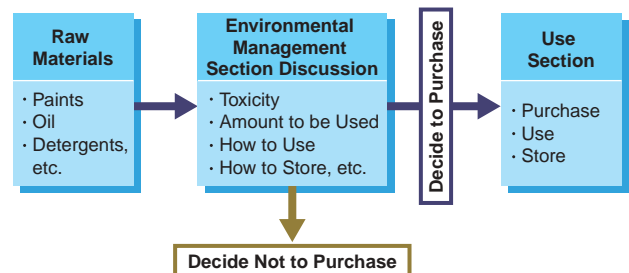 Raw
Materials
· Paints
· Oil
· Detergents,
etc.
Environmental
Management
Section Discussion
· Toxicity
· Amount to be Used
· How to Use
· How to Store, etc.
Decide to Purchase
Use
Section
· Purchase
· Use
· Store
Decide Not to Purchase